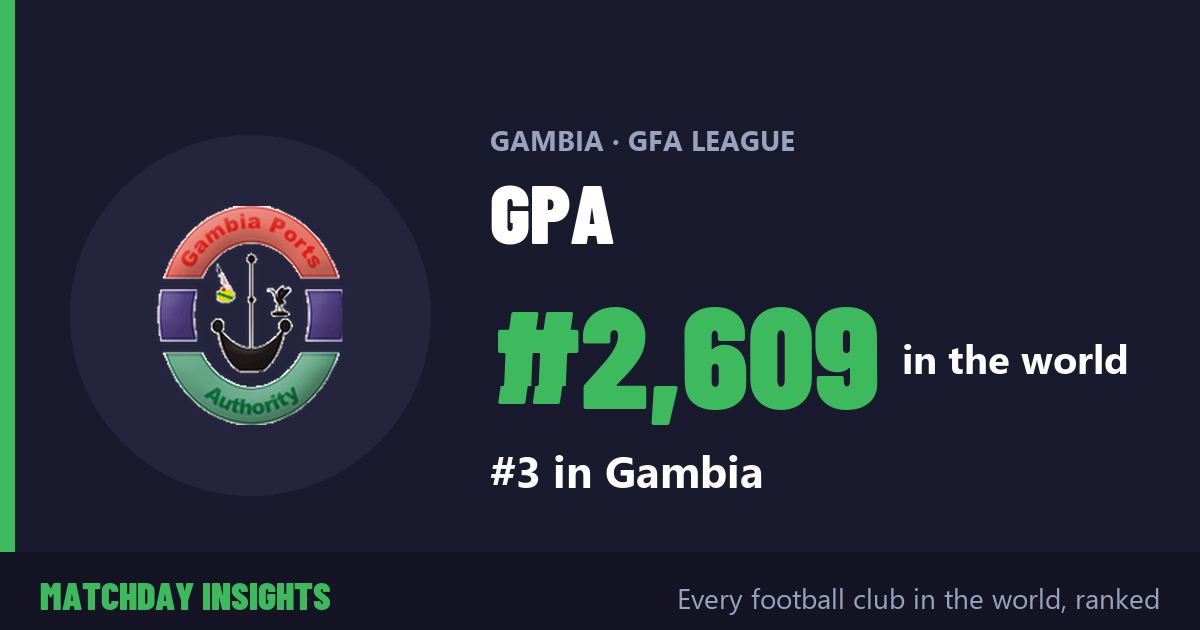 GAMBIA · GFA LEAGUE
GPA
Gambia Ports
Authority
#2,609 in the world
#3 in Gambia
MATCHDAY INSIGHTS
Every football club in the world, ranked